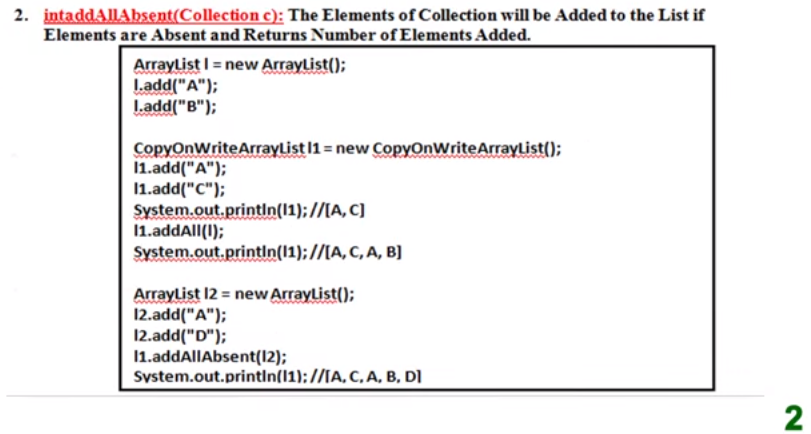 2. intaddAllAbsent(Collection c): The Elements of Collection will be Added to the List if
Elements are Absent and Returns Number of Elements Added.
ArrayList l = new ArrayList();
l.add("A");
l.add("B");
CopyOnWriteArrayList l1 = new CopyOnWriteArrayList();
l1.add("A");
l1.add("C");
System.out.println(l1); //[A, C]
l1.addAll(l);
System.out.println(l1); //[A, C, A, B]
ArrayList l2 = new ArrayList();
l2.add("A");
l2.add("D");
l1.addAllAbsent(l2);
System.out.println(l1); //[A, C, A, B, D]
2